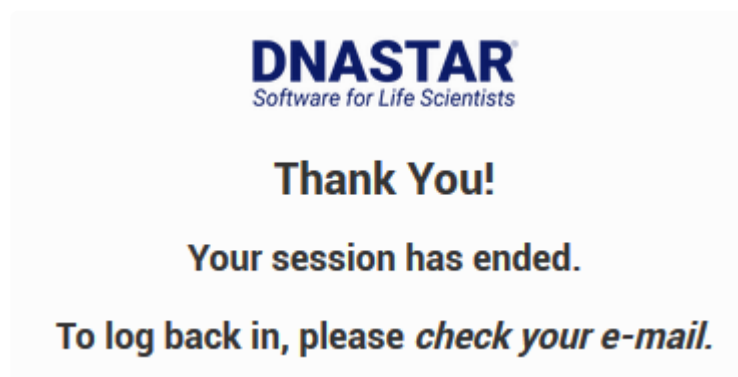 DNASTAR
Software for Life Scientists
Thank You!
Your session has ended.
To log back in, please check your e-mail.